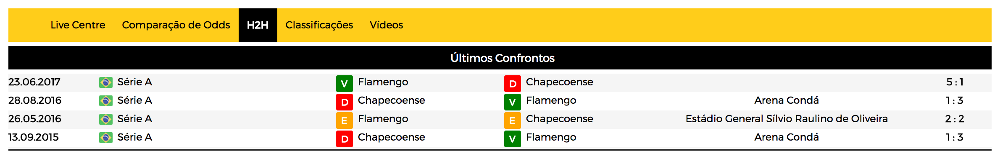 Live Centre Comparação de Odds H2H Classificações Vídeos
Últimos Confrontos
23.06.2017 Série A V Flamengo D Chapecoense 5 : 1
28.08.2016 Série A D Chapecoense V Flamengo Arena Condá 1 : 3
26.05.2016 Série A E Flamengo E Chapecoense Estádio General Sílvio Raulino de Oliveira 2 : 2
13.09.2015 Série A D Chapecoense V Flamengo Arena Condá 1 : 3